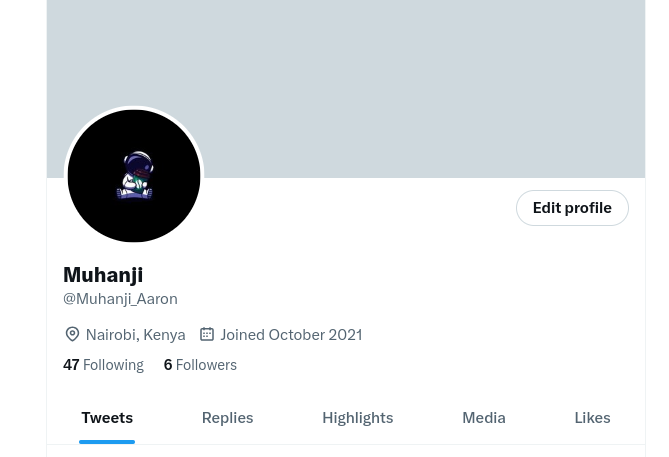 Edit profile
Muhanji
@Muhanji_Aaron
Nairobi, Kenya Joined October 2021
47 Following 6 Followers
Tweets Replies Highlights Media Likes